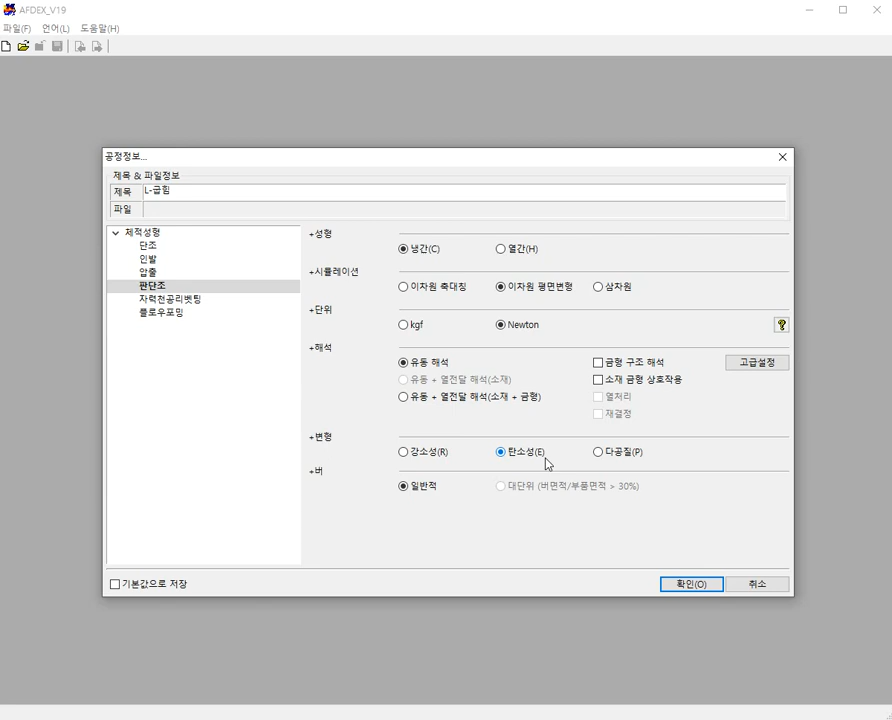 AFDEX_V19
파일(F) 언어(L) 도움말(H)
공정정보...
제목 & 파일정보
제목 L-굽힘
파일
체적성형
단조
인발
압출
판단조
자력천공리벳팅
플로우포밍
+성형
냉간(C) 열간(H)
+시뮬레이션
이차원 축대칭 이차원 평면변형 삼차원
+단위
kgf Newton ?
+해석
유동 해석 금형 구조 해석 고급설정
유동 + 열전달 해석(소재) 소재 금형 상호작용
유동 + 열전달 해석(소재 + 금형) 열처리
재결정
+변형
강소성(R) 탄소성(E) 다공질(P)
+버
일반적 대단위 (버면적/부품면적 > 30%)
기본값으로 저장 확인(O) 취소